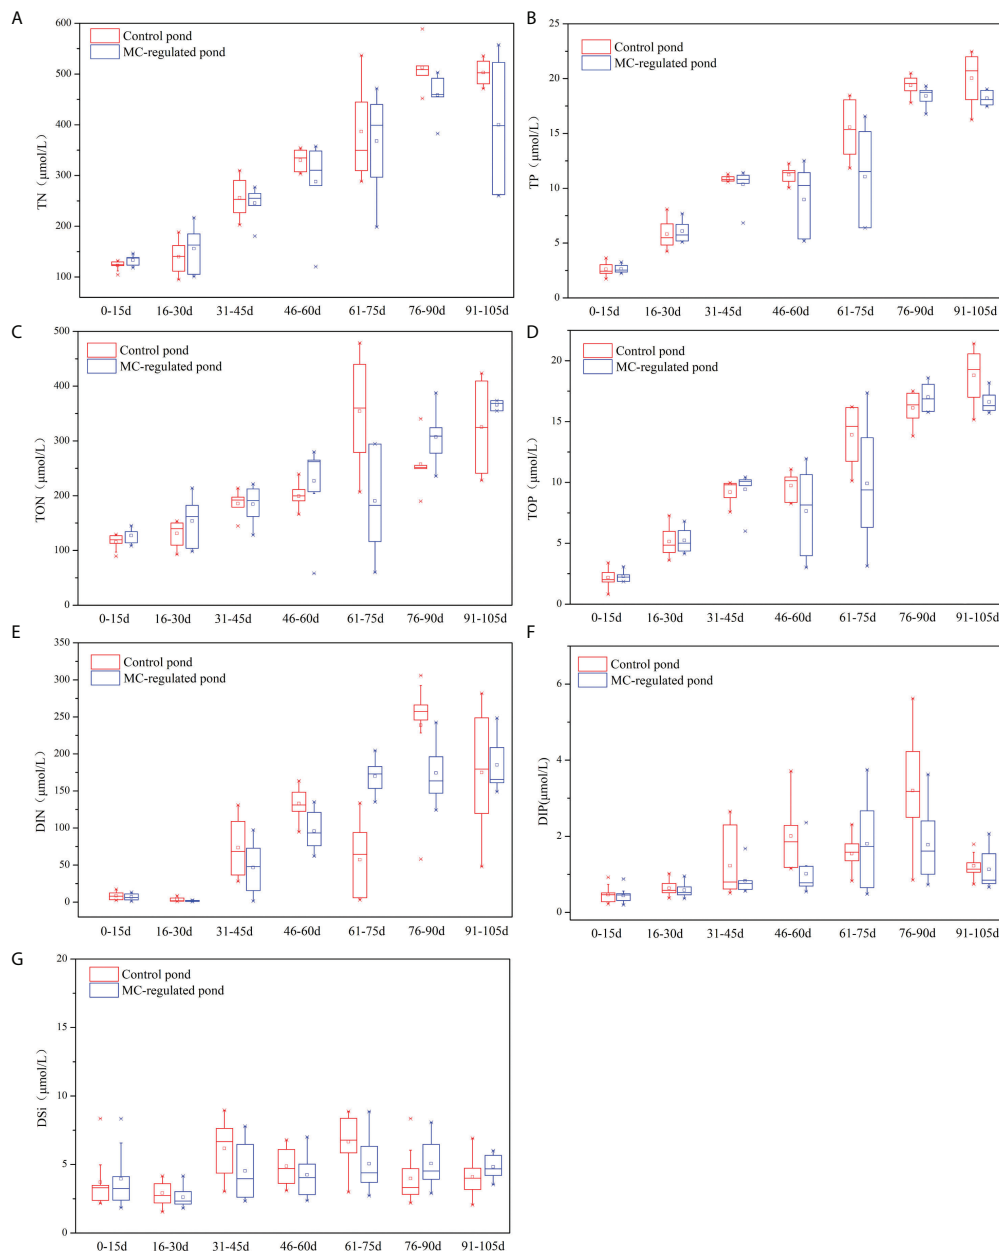 A
TN（μmol/L）
600
500
400
300
200
100
Control pond
MC-regulated pond
0-15d 16-30d 31-45d 46-60d 61-75d 76-90d 91-105d
B
TP（μmol/L）
25
20
15
10
5
0
Control pond
MC-regulated pond
0-15d 16-30d 31-45d 46-60d 61-75d 76-90d 91-105d
C
TON（μmol/L）
500
400
300
200
100
0
Control pond
MC-regulated pond
0-15d 16-30d 31-45d 46-60d 61-75d 76-90d 91-105d
D
TOP（μmol/L）
20
15
10
5
0
Control pond
MC-regulated pond
0-15d 16-30d 31-45d 46-60d 61-75d 76-90d 91-105d
E
DIN（μmol/L）
350
300
250
200
150
100
50
0
Control pond
MC-regulated pond
0-15d 16-30d 31-45d 46-60d 61-75d 76-90d 91-105d
F
DIP(μmol/L)
6
4
2
0
Control pond
MC-regulated pond
0-15d 16-30d 31-45d 46-60d 61-75d 76-90d 91-105d
G
DSi（μmol/L）
20
15
10
5
0
Control pond
MC-regulated pond
0-15d 16-30d 31-45d 46-60d 61-75d 76-90d 91-105d